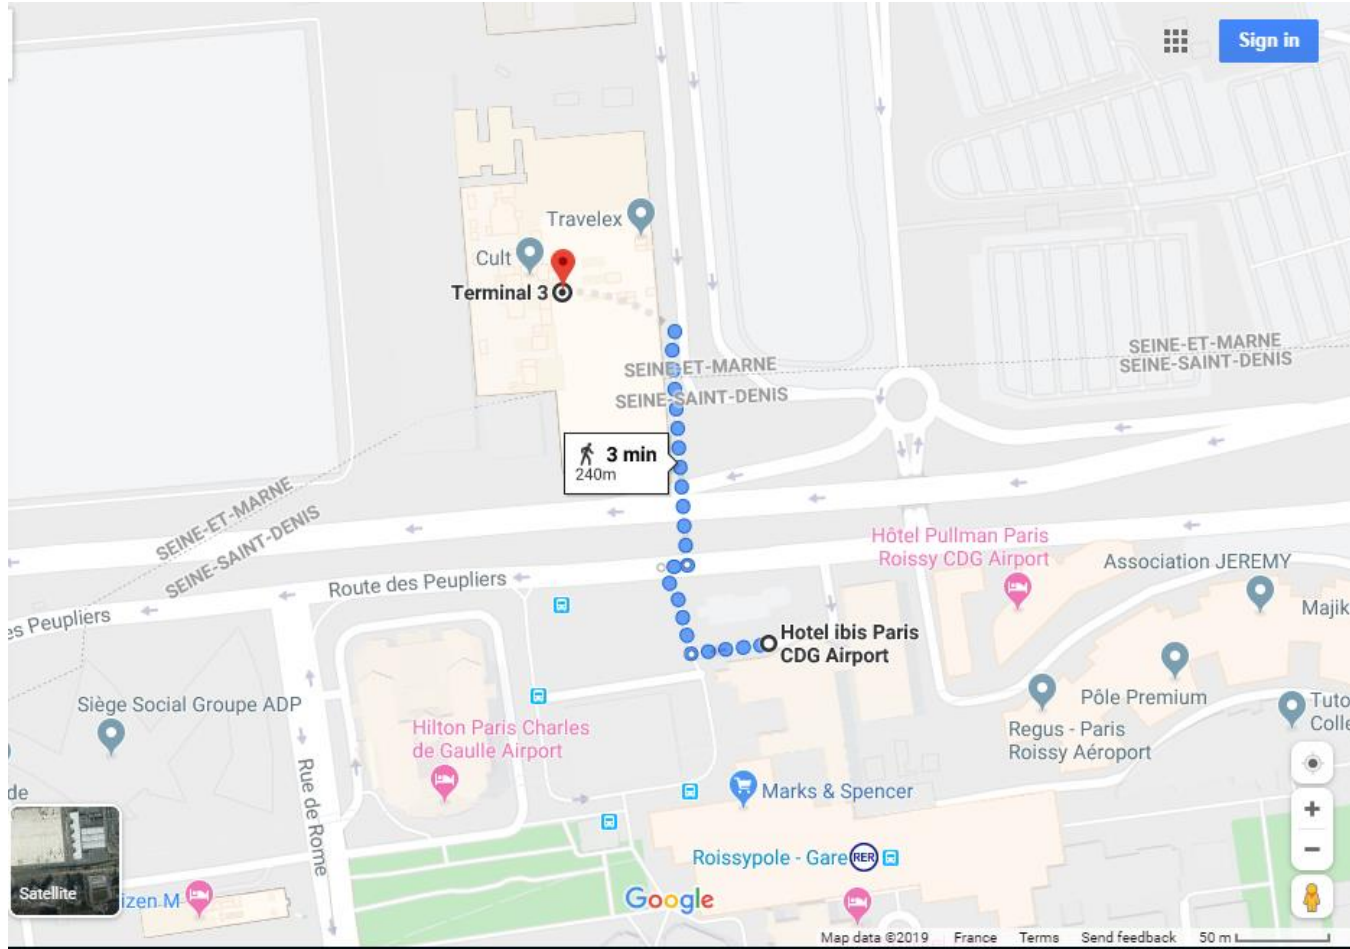 Sign in
Travelex
Cult
Terminal 3
SEINE-ET-MARNE
SEINE-SAINT-DENIS
SEINE-ET-MARNE
SEINE-SAINT-DENIS
3 min
240m
SEINE-ET-MARNE
SEINE-SAINT-DENIS
Hôtel Pullman Paris
Roissy CDG Airport
Association JEREMY
Route des Peupliers
es Peupliers
Majik
Hotel ibis Paris
CDG Airport
Siège Social Groupe ADP
Pôle Premium
Tuto
Colle
Hilton Paris Charles
de Gaulle Airport
Regus - Paris
Roissy Aéroport
Rue de Rome
de
Marks & Spencer
Roissypole - Gare
RER
Satellite
izen M
Google
Map data ©2019 France Terms Send feedback 50 m